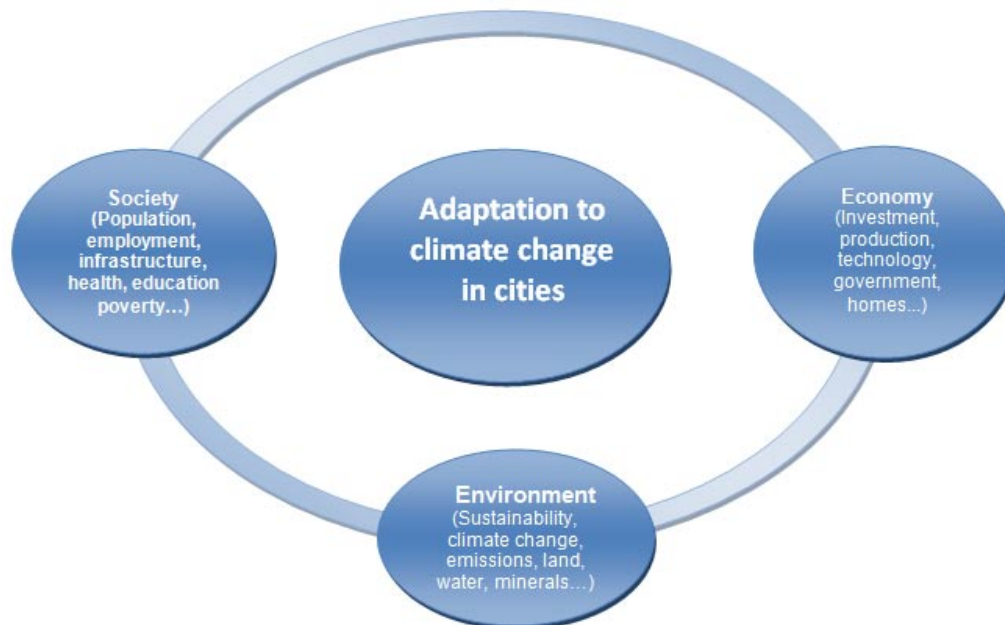 Adaptation to
climate change
in cities
Society
(Population,
employment,
infrastructure,
health, education
poverty...)
Economy
(Investment,
production,
technology,
government,
homes...)
Environment
(Sustainability,
climate change,
emissions, land,
water, minerals...)